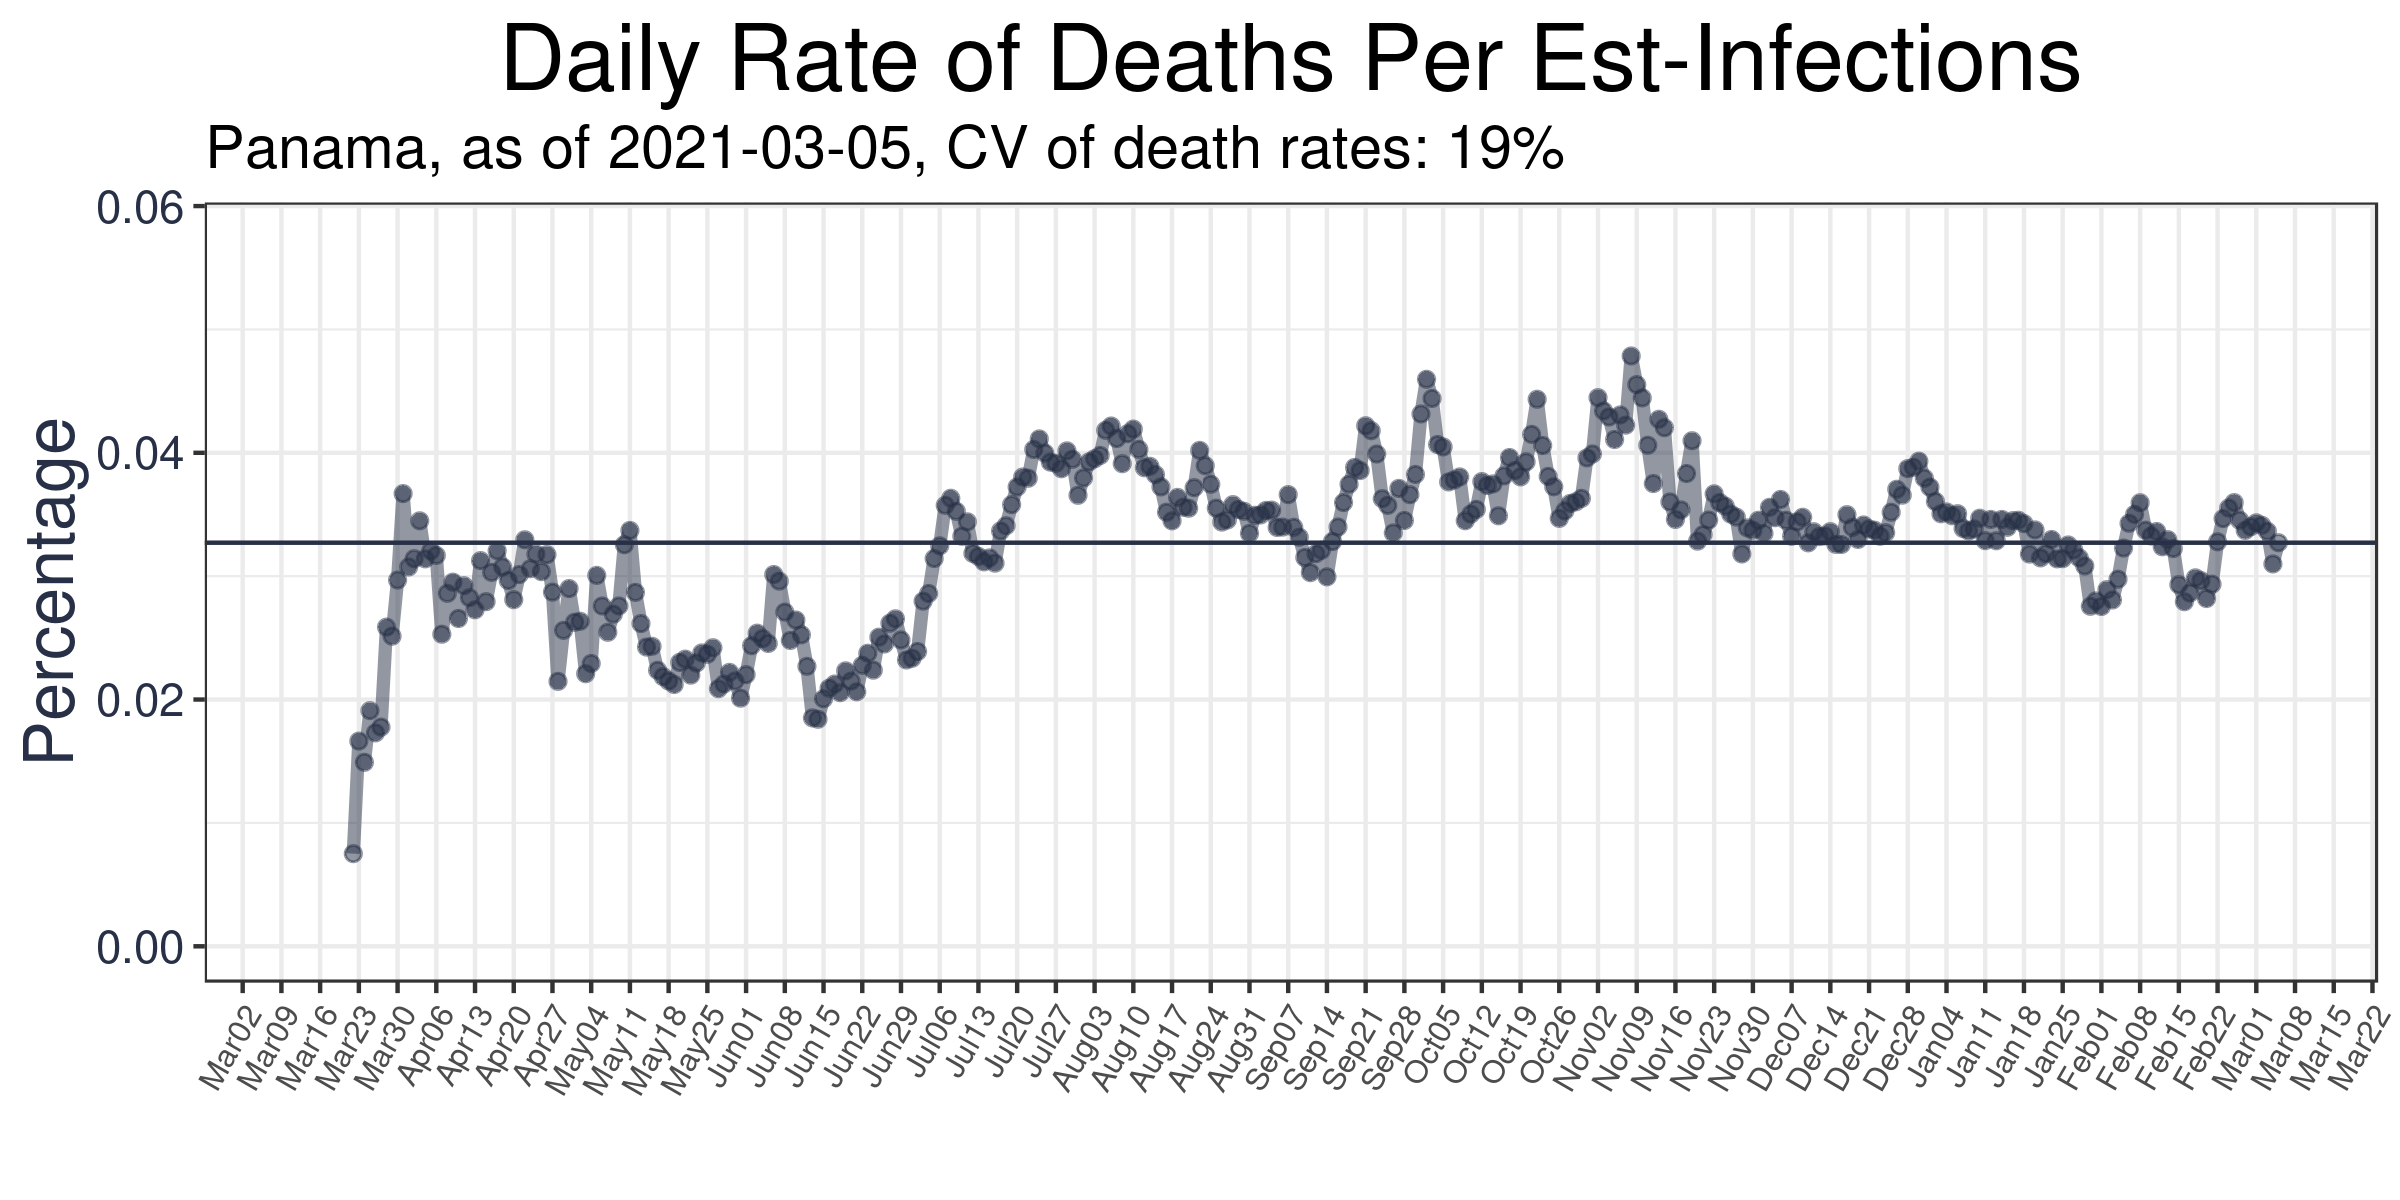 Daily Rate of Deaths Per Est-Infections
Panama, as of 2021-03-05, CV of death rates: 19%
Percentage
0.06
0.04
0.02
0.00
Mar02
Mar09
Mar16
Mar23
Mar30
Apr06
Apr13
Apr20
Apr27
May04
May11
May18
May25
Jun01
Jun08
Jun15
Jun22
Jun29
Jul06
Jul13
Jul20
Jul27
Aug03
Aug10
Aug17
Aug24
Aug31
Sep07
Sep14
Sep21
Sep28
Oct05
Oct12
Oct19
Oct26
Nov02
Nov09
Nov16
Nov23
Nov30
Dec07
Dec14
Dec21
Dec28
Jan04
Jan11
Jan18
Jan25
Feb01
Feb08
Feb15
Feb22
Mar01
Mar08
Mar15
Mar22